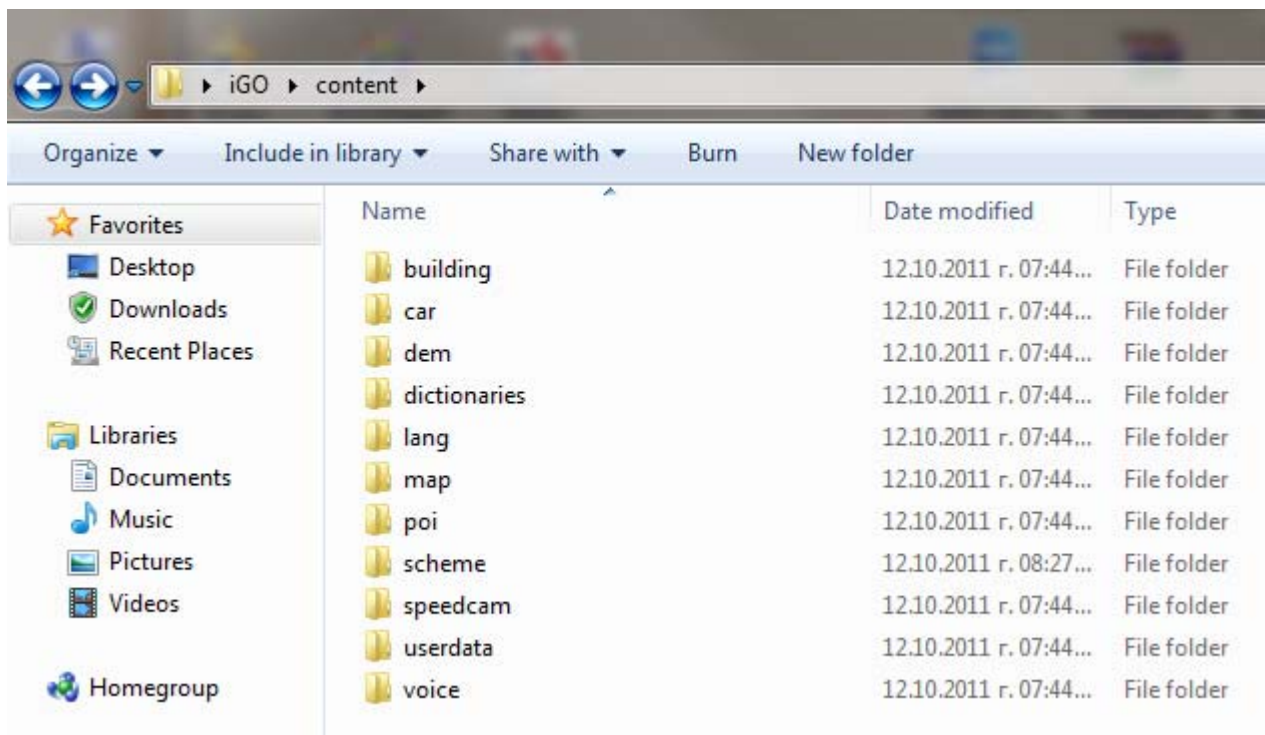 iGO content
Organize Include in library Share with Burn New folder
Name Date modified Type
Favorites
Desktop
Downloads
Recent Places
Libraries
Documents
Music
Pictures
Videos
Homegroup
building 12.10.2011 г. 07:44... File folder
car 12.10.2011 г. 07:44... File folder
dem 12.10.2011 г. 07:44... File folder
dictionaries 12.10.2011 г. 07:44... File folder
lang 12.10.2011 г. 07:44... File folder
map 12.10.2011 г. 07:44... File folder
poi 12.10.2011 г. 07:44... File folder
scheme 12.10.2011 г. 08:27... File folder
speedcam 12.10.2011 г. 07:44... File folder
userdata 12.10.2011 г. 07:44... File folder
voice 12.10.2011 г. 07:44... File folder